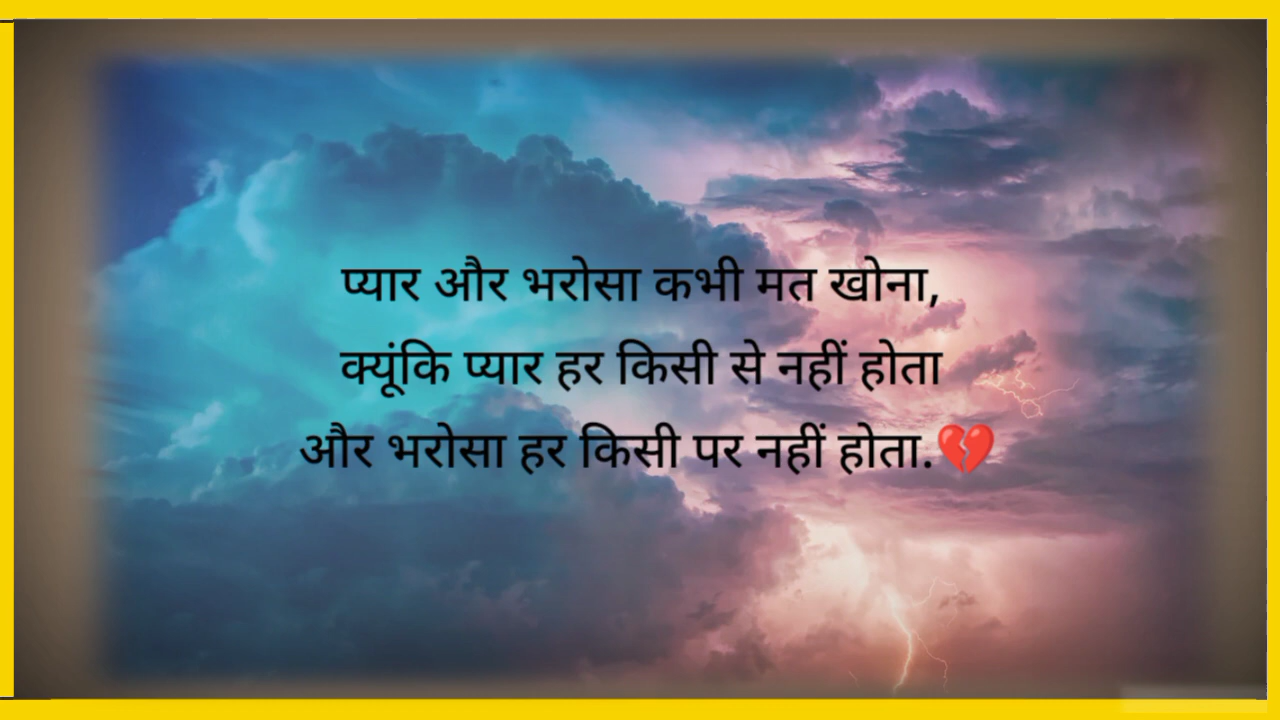 प्यार और भरोसा कभी मत खोना,
क्यूंकि प्यार हर किसी से नहीं होता
और भरोसा हर किसी पर नहीं होता.💔